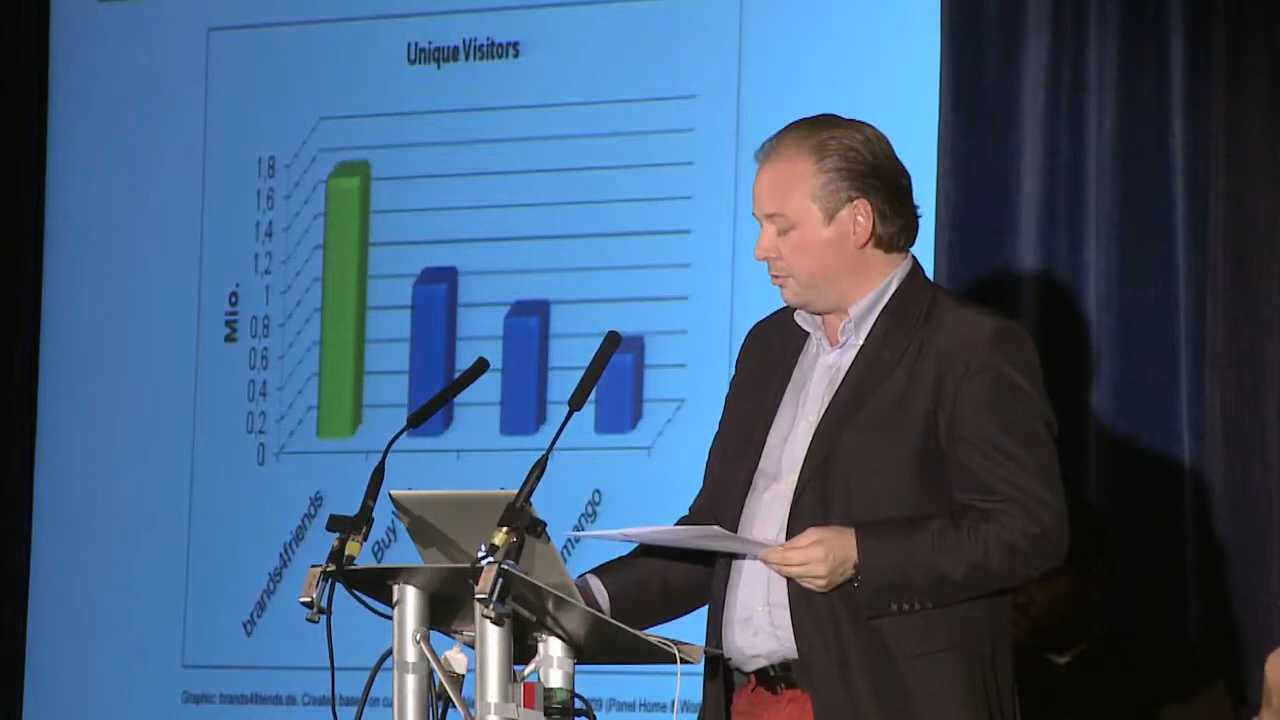 Unique Visitors
1,8
1,6
1,4
1,2
1
0,8
0,6
0,4
0,2
0
Mio.
brands4friends
Buy
mango
Graphic: brands4friends.de. Created based on
09 (Panel Home &